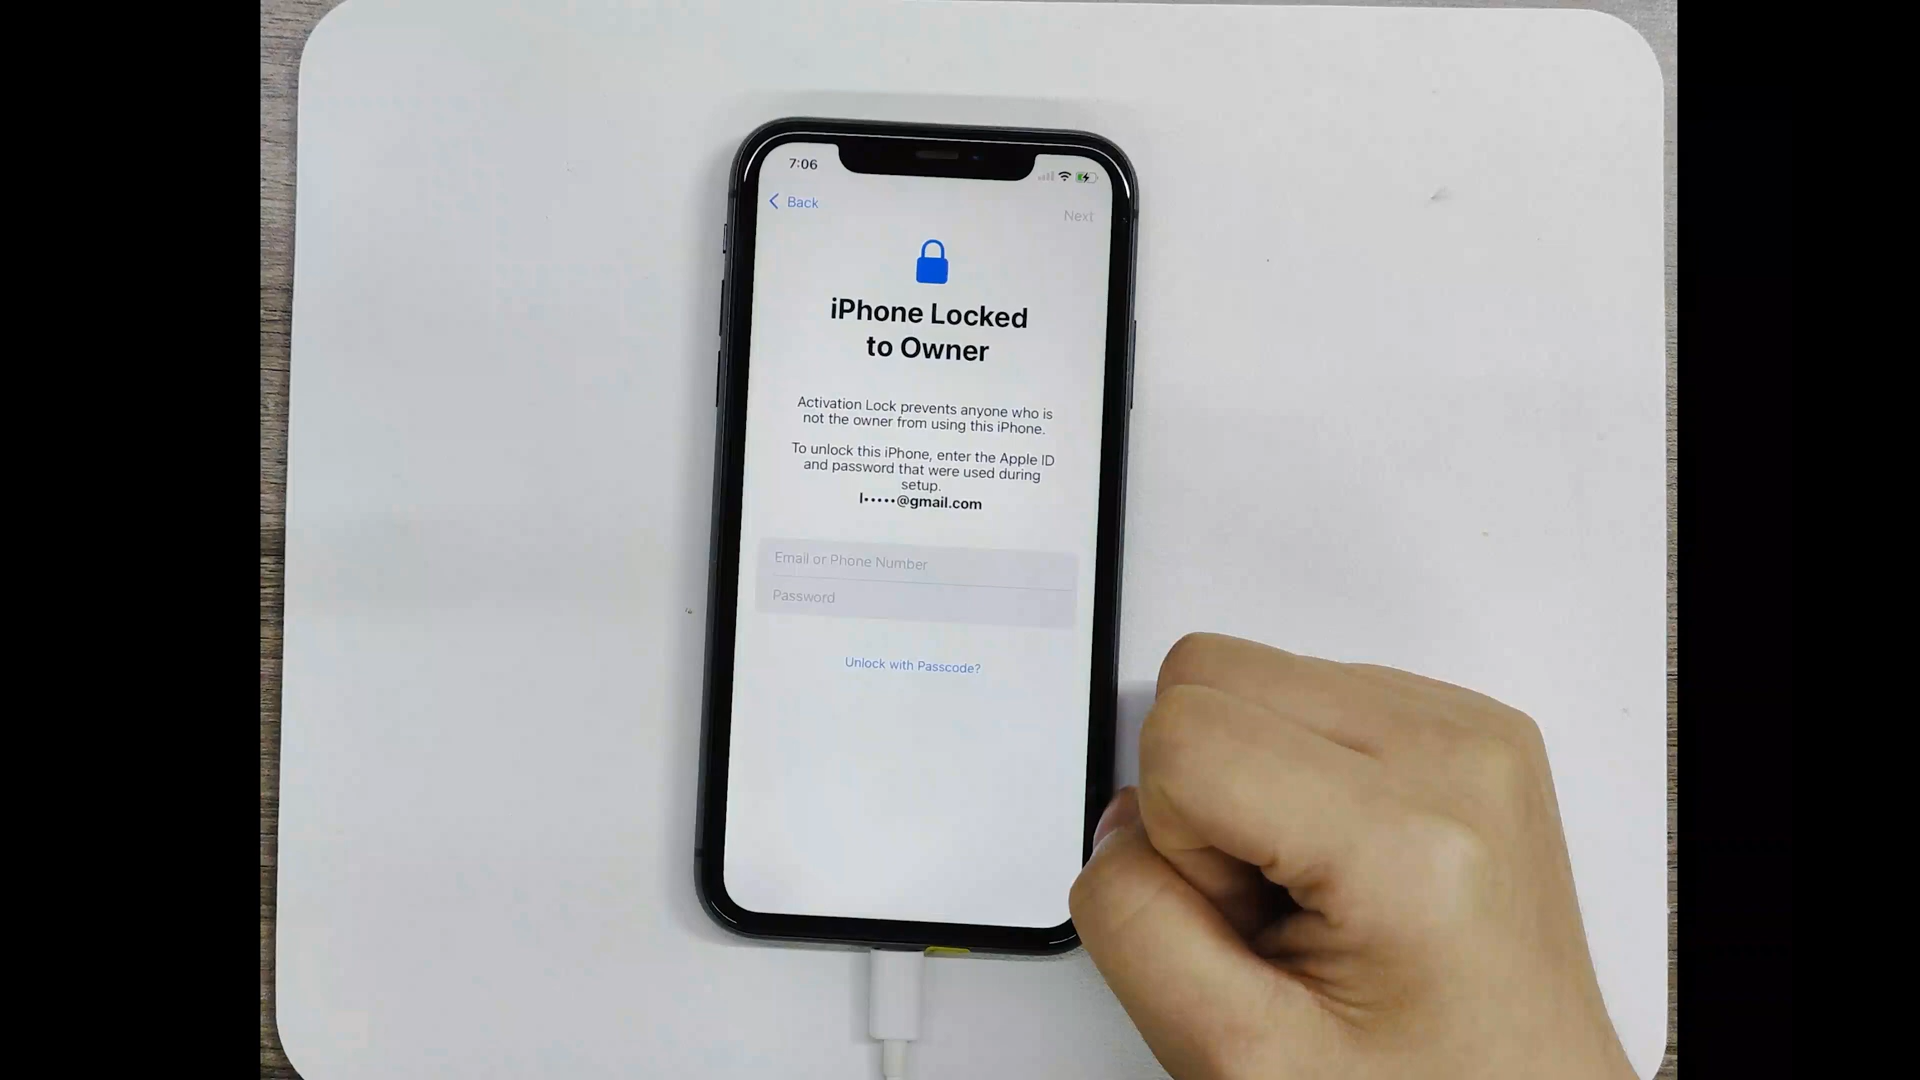 7:06
Back
Next
iPhone Locked
to Owner
Activation Lock prevents anyone who is
not the owner from using this iPhone.
To unlock this iPhone, enter the Apple ID
and password that were used during
setup.
l•••••@gmail.com
Email or Phone Number
Password
Unlock with Passcode?